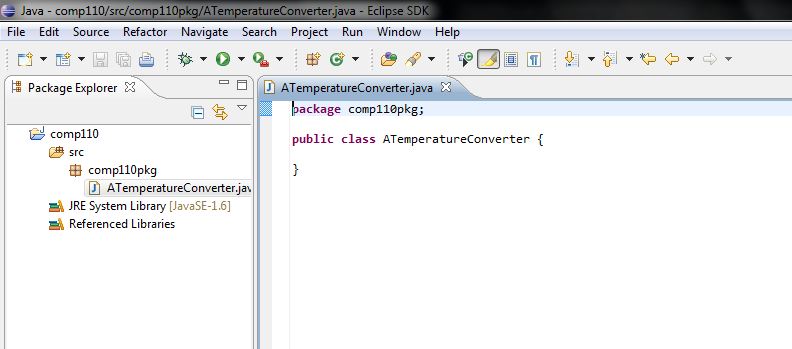 Java - comp110/src/comp110pkg/ATemperatureConverter.java - Eclipse SDK
File Edit Source Refactor Navigate Search Project Run Window Help
Package Explorer
ATemperatureConverter.java
package comp110pkg;
public class ATemperatureConverter {
}
comp110
src
comp110pkg
ATemperatureConverter.jav
JRE System Library [JavaSE-1.6]
Referenced Libraries